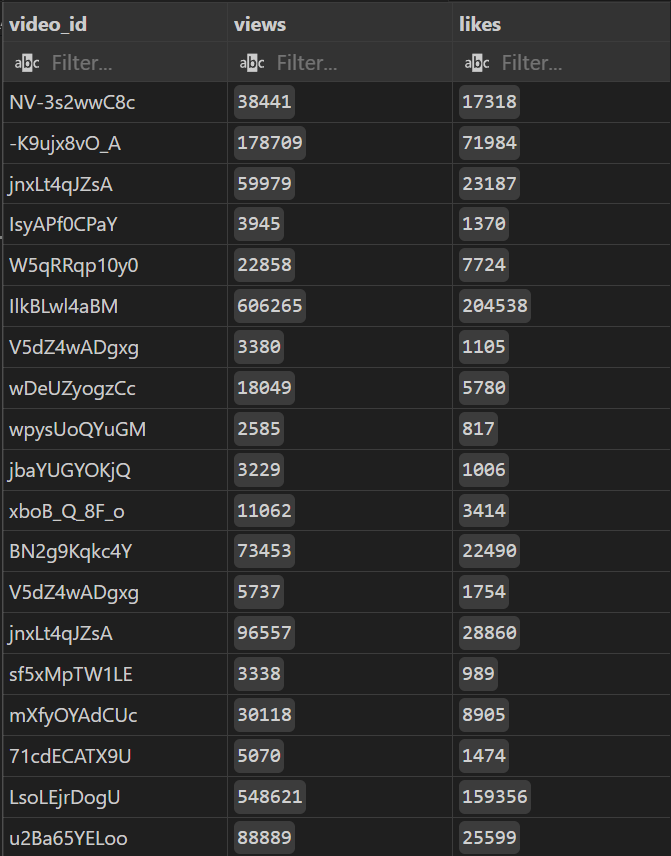 video_id views likes
abc Filter... abc Filter... abc Filter...
NV-3s2wwC8c 38441 17318
-K9ujx8vO_A 178709 71984
jnxLt4qJZsA 59979 23187
IsyAPf0CPaY 3945 1370
W5qRRqp10y0 22858 7724
IlkBLwl4aBM 606265 204538
V5dZ4wADgxg 3380 1105
wDeUZyogzCc 18049 5780
wpysUoQYuGM 2585 817
jbaYUGYOKjQ 3229 1006
xboB_Q_8F_o 11062 3414
BN2g9Kqkc4Y 73453 22490
V5dZ4wADgxg 5737 1754
jnxLt4qJZsA 96557 28860
sf5xMpTW1LE 3338 989
mXfyOYAdCUc 30118 8905
71cdECATX9U 5070 1474
LsoLEjrDogU 548621 159356
u2Ba65YELoo 88889 25599